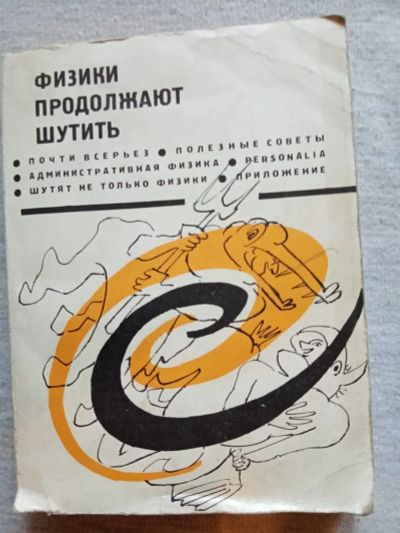 ФИЗИКИ
ПРОДОЛЖАЮТ
ШУТИТЬ
● ПОЧТИ ВСЕРЬЕЗ ● ПОЛЕЗНЫЕ СОВЕТЫ
● АДМИНИСТРАТИВНАЯ ФИЗИКА ● PERSONALIA
● ШУТЯТ НЕ ТОЛЬКО ФИЗИКИ ● ПРИЛОЖЕНИЕ